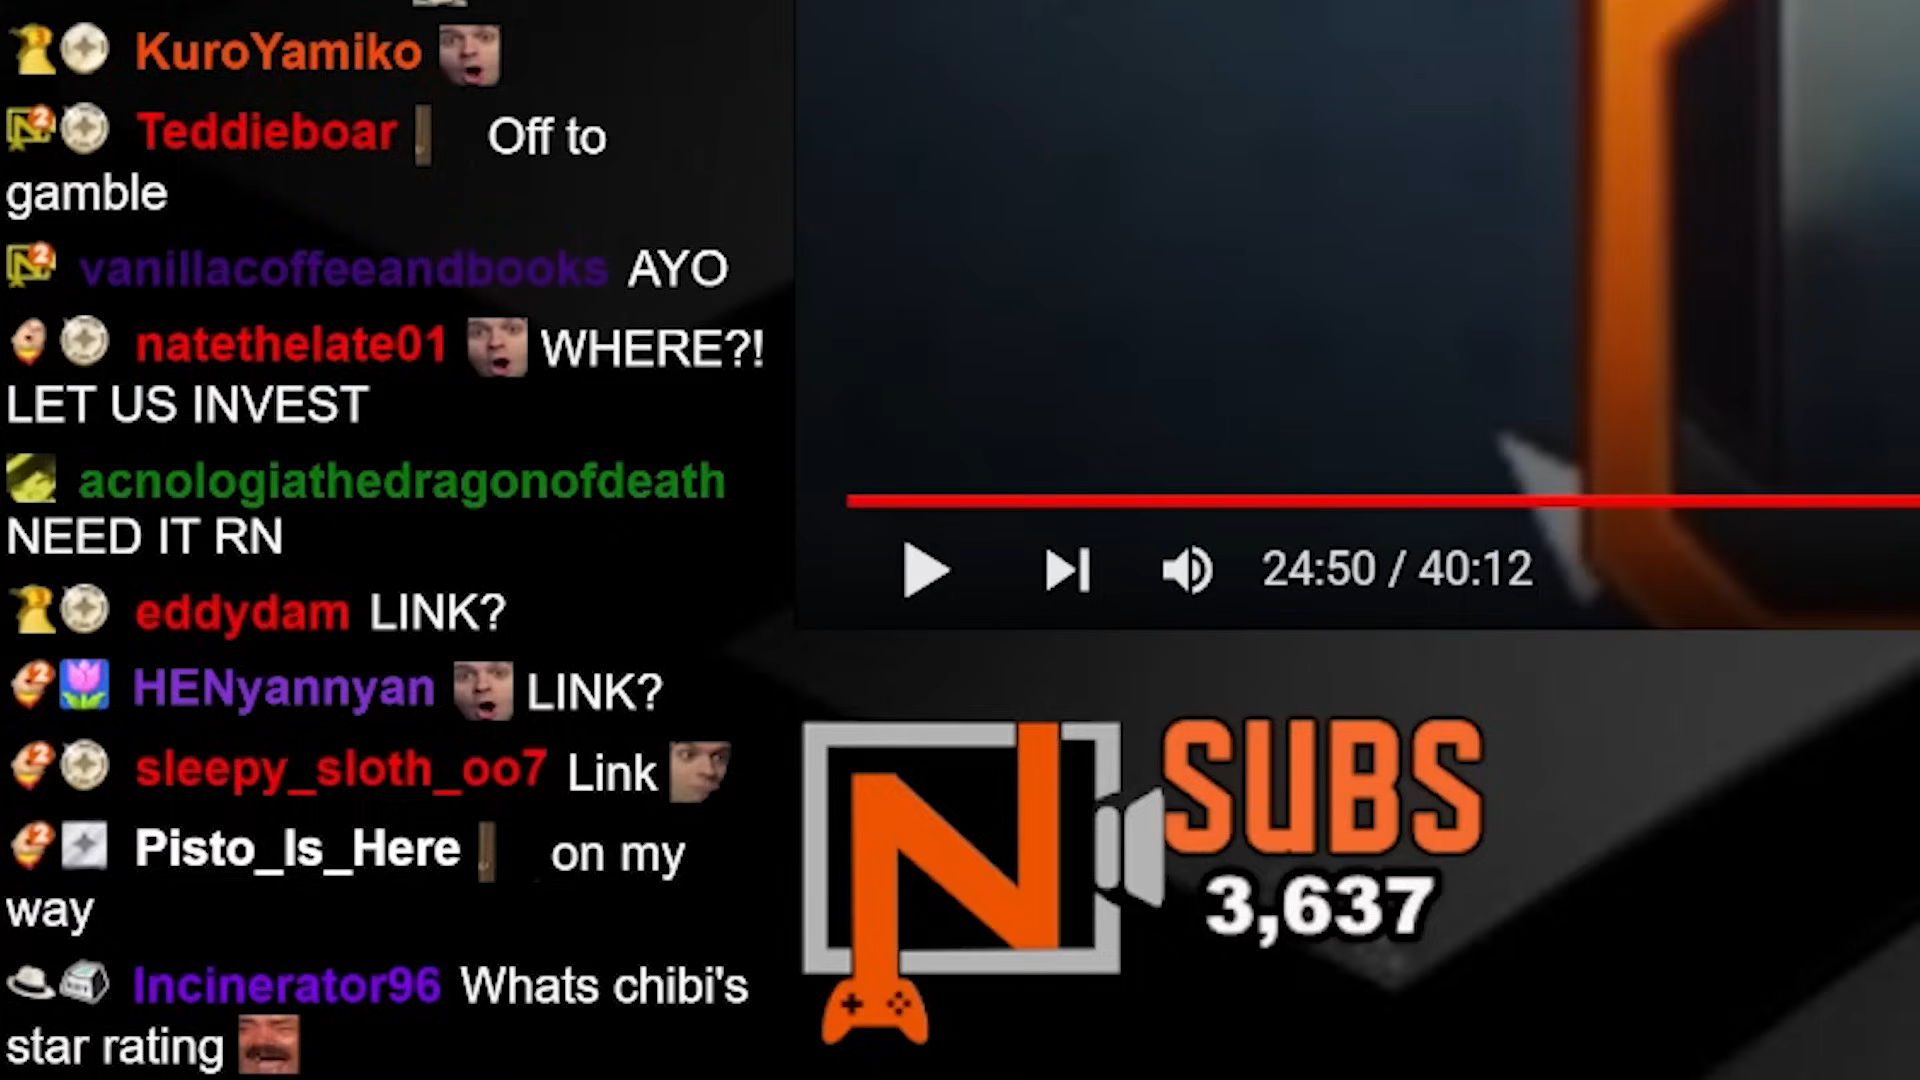 KuroYamiko
Teddieboar Off to
gamble
vanillacoffeeandbooks AYO
natethelate01 WHERE?!
LET US INVEST
acnologiathedragonofdeath
NEED IT RN
eddydam LINK?
HENyannyan LINK?
sleepy_sloth_oo7 Link
Pisto_Is_Here on my
way
Incinerator96 Whats chibi's
star rating
24:50 / 40:12
N
SUBS
3,637